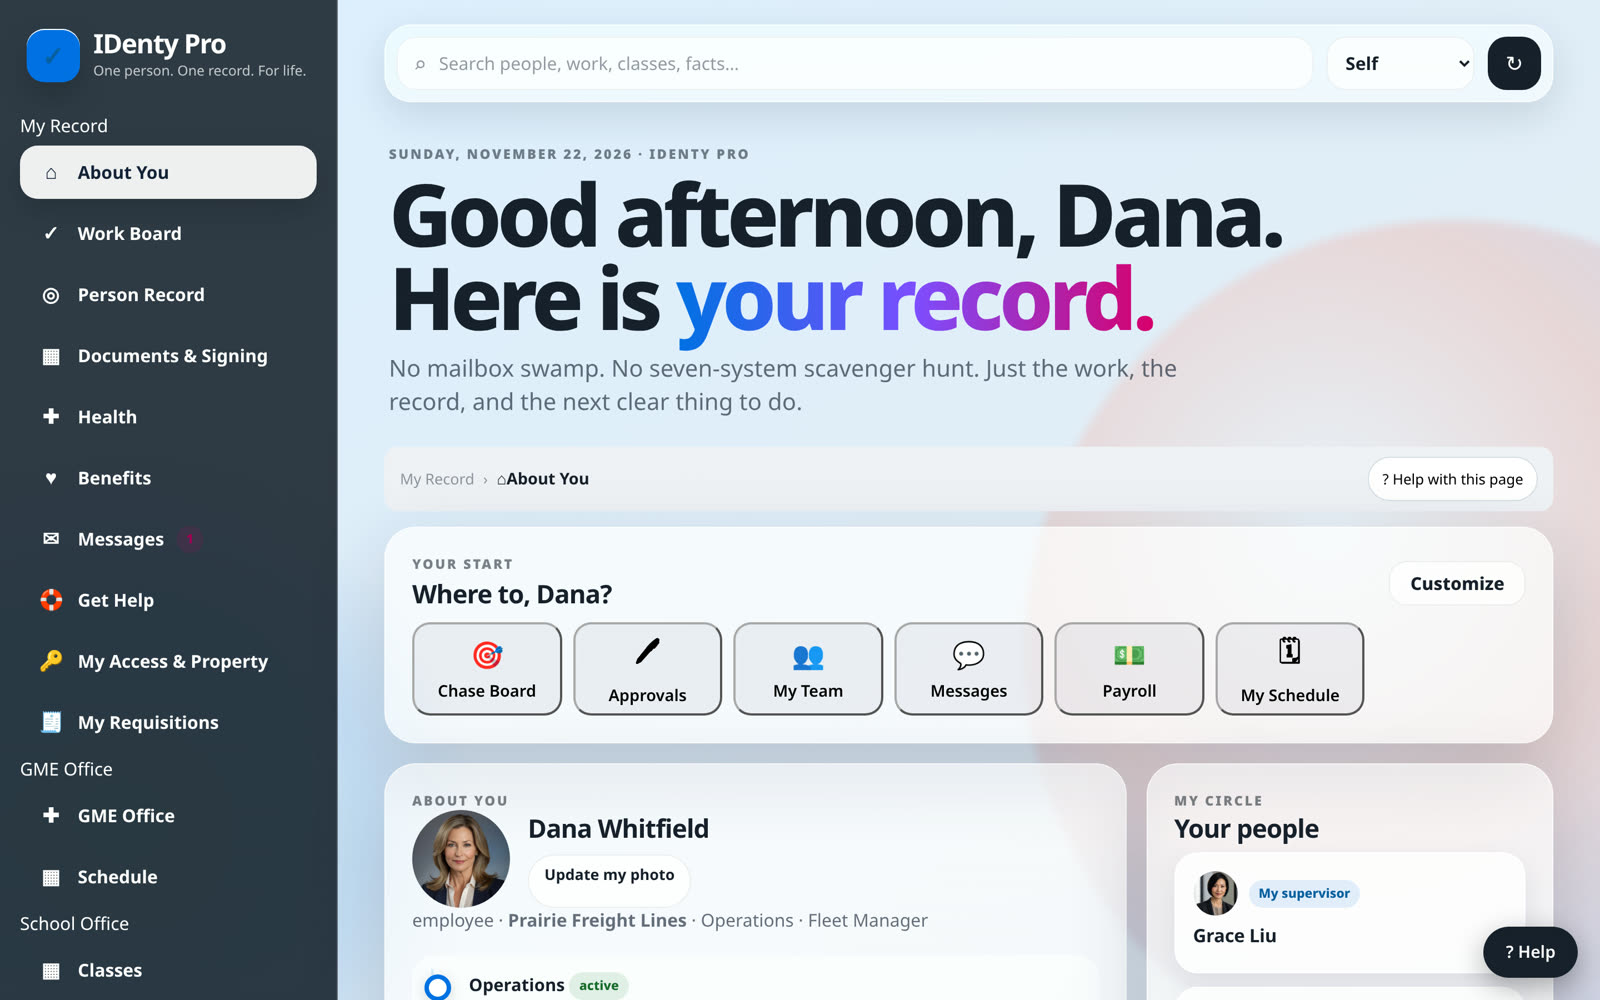 IDenty Pro
One person. One record. For life.
My Record
About You
Work Board
Person Record
Documents & Signing
Health
Benefits
Messages
Get Help
My Access & Property
My Requisitions
GME Office
GME Office
Schedule
School Office
Classes
Search people, work, classes, facts...
Self
SUNDAY, NOVEMBER 22, 2026 · IDENTY PRO
Good afternoon, Dana.
Here is your record.
No mailbox swamp. No seven-system scavenger hunt. Just the work, the
record, and the next clear thing to do.
My Record › About You
? Help with this page
YOUR START
Where to, Dana?
Customize
Chase Board
Approvals
My Team
Messages
Payroll
My Schedule
ABOUT YOU
Dana Whitfield
Update my photo
employee · Prairie Freight Lines · Operations · Fleet Manager
Operations active
MY CIRCLE
Your people
My supervisor
Grace Liu
? Help